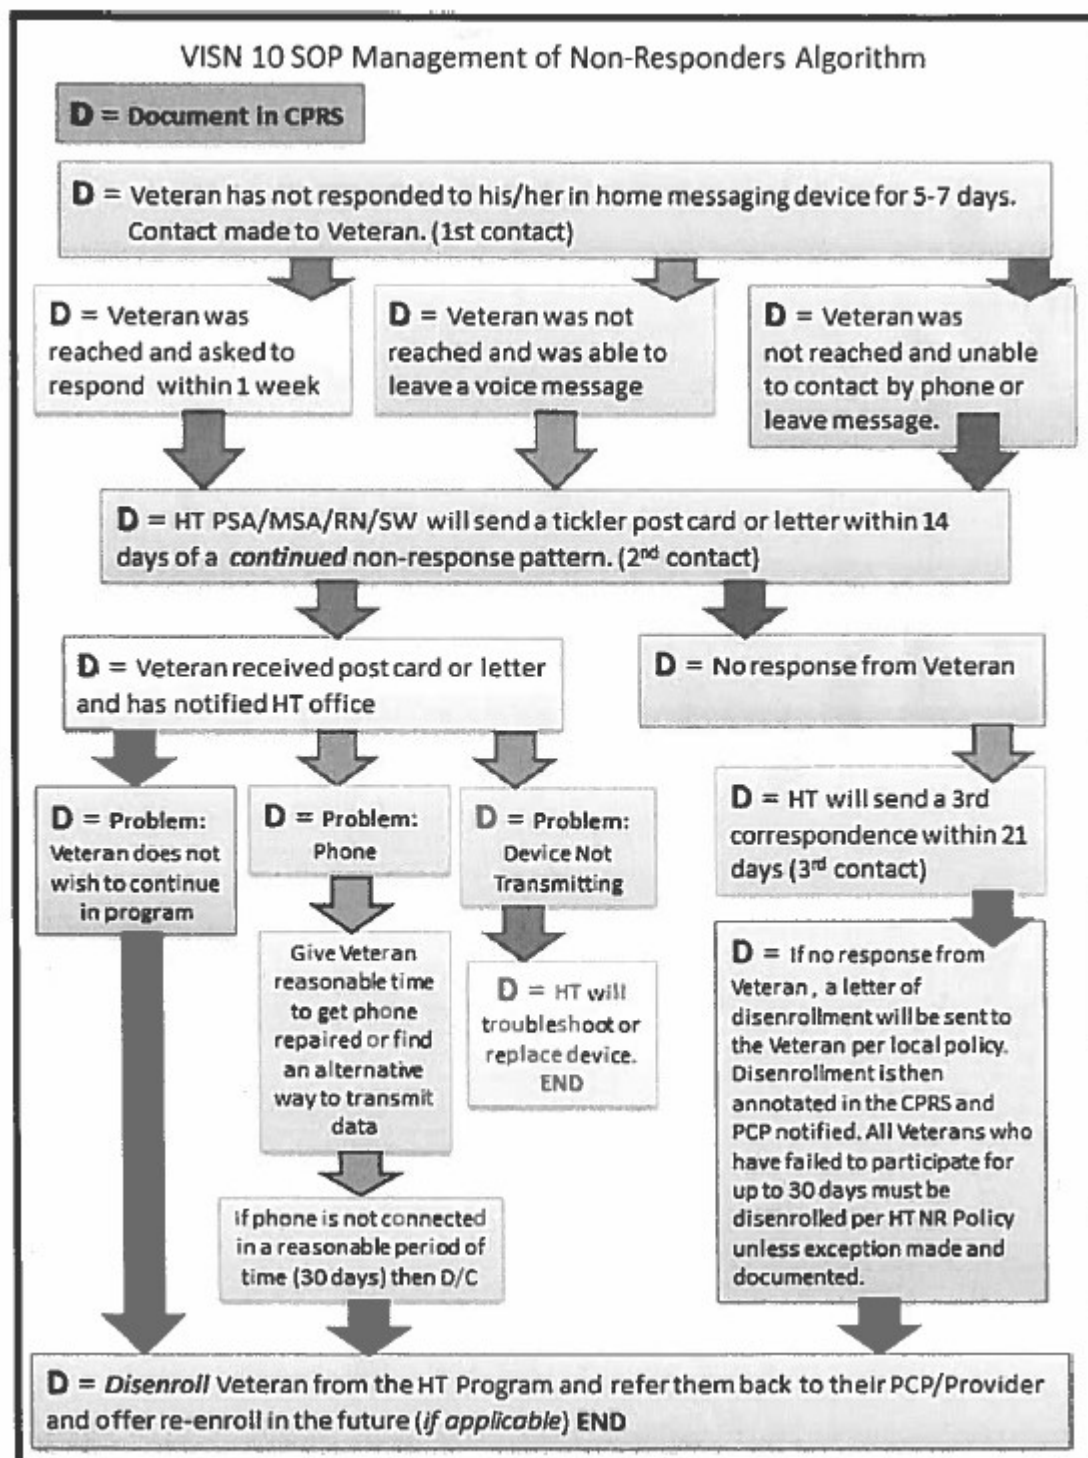 VISN 10 SOP Management of Non-Responders Algorithm
D = Document in CPRS
D = Veteran has not responded to his/her in home messaging device for 5-7 days.
Contact made to Veteran. (1st contact)
D = Veteran was
reached and asked to
respond within 1 week
D = Veteran was not
reached and was able to
leave a voice message
D = Veteran was
not reached and unable
to contact by phone or
leave message.
D = HT PSA/MSA/RN/SW will send a tickler post card or letter within 14
days of a continued non-response pattern. (2nd contact)
D = Veteran received post card or letter
and has notified HT office
D = No response from Veteran
D = Problem:
Veteran does not
wish to continue
in program
D = Problem:
Phone
D = Problem:
Device Not
Transmitting
D = HT will send a 3rd
correspondence within 21
days (3rd contact)
Give Veteran
reasonable time
to get phone
repaired or find
an alternative
way to transmit
data
D = HT will
troubleshoot or
replace device.
END
D = If no response from
Veteran, a letter of
disenrollment will be sent to
the Veteran per local policy.
Disenrollment is then
annotated in the CPRS and
PCP notified. All Veterans who
have failed to participate for
up to 30 days must be
disenrolled per HT NR Policy
unless exception made and
documented.
If phone is not connected
in a reasonable period of
time (30 days) then D/C
D = Disenroll Veteran from the HT Program and refer them back to their PCP/Provider
and offer re-enroll in the future (if applicable) END